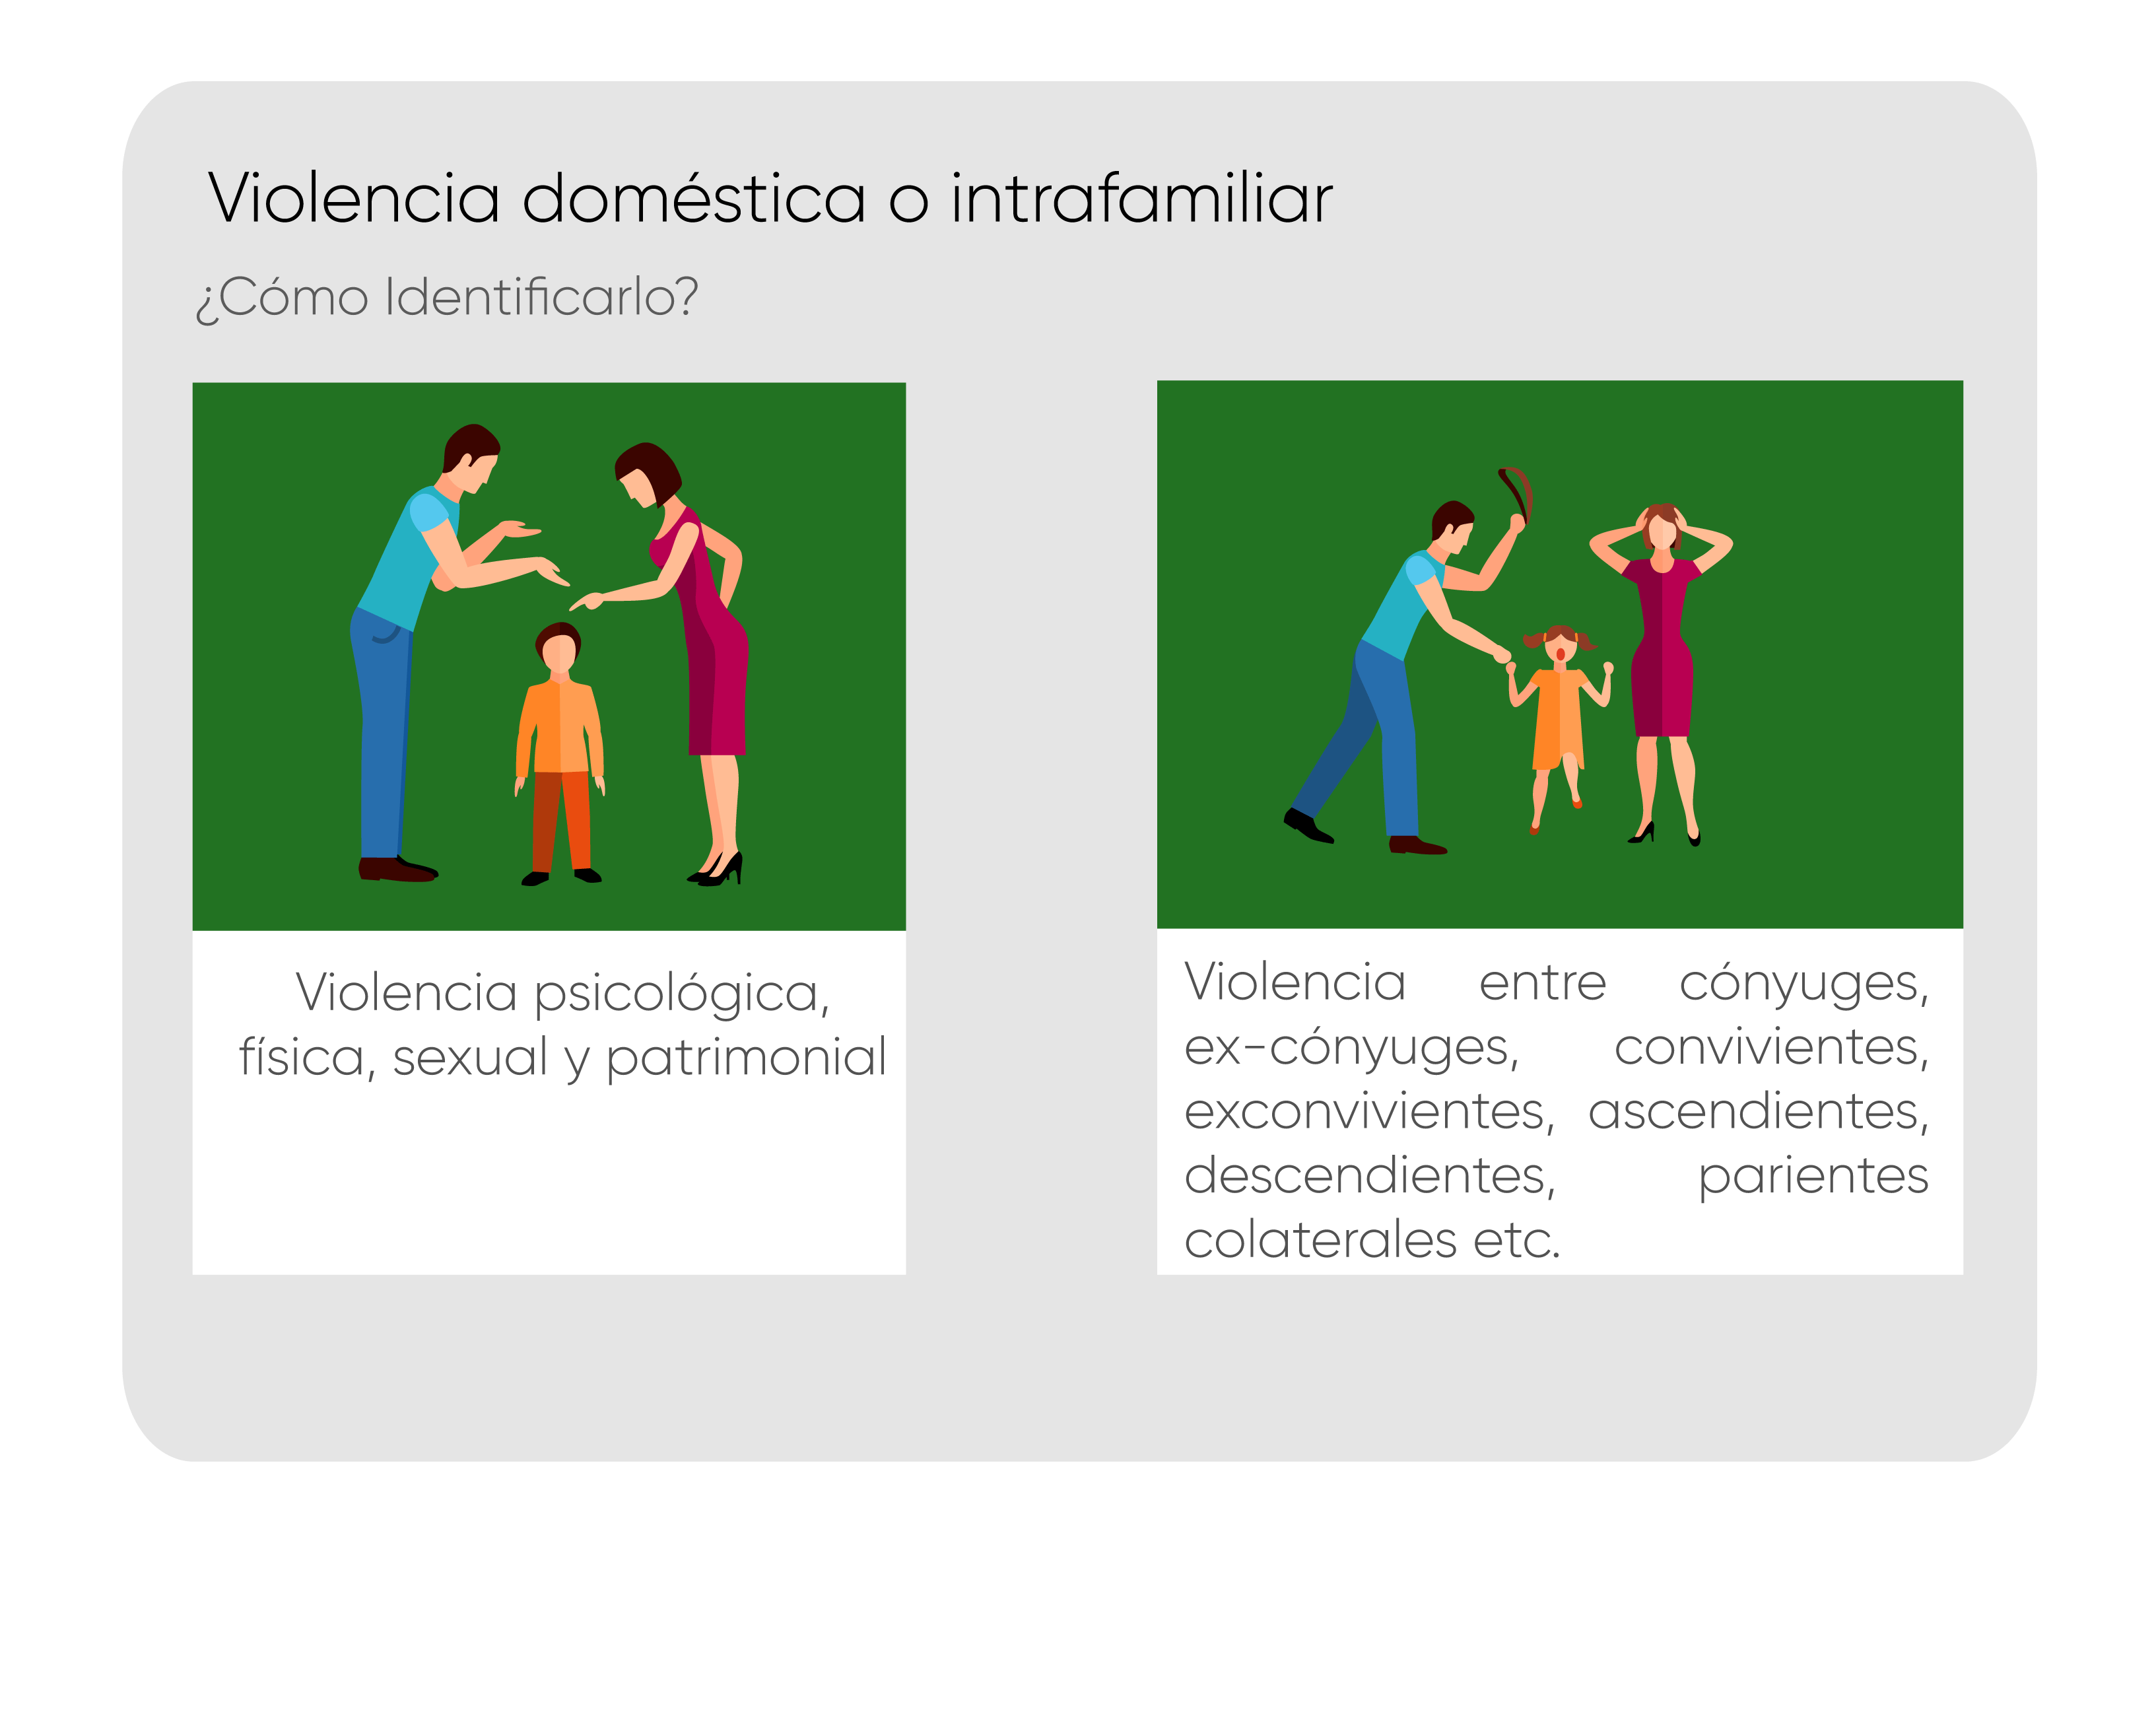 Violencia doméstica o intrafamiliar
¿Cómo Identificarlo?
Violencia psicológica,
física, sexual y patrimonial
Violencia entre cónyuges,
ex-cónyuges, convivientes,
exconvivientes, ascendientes,
descendientes, parientes
colaterales etc.